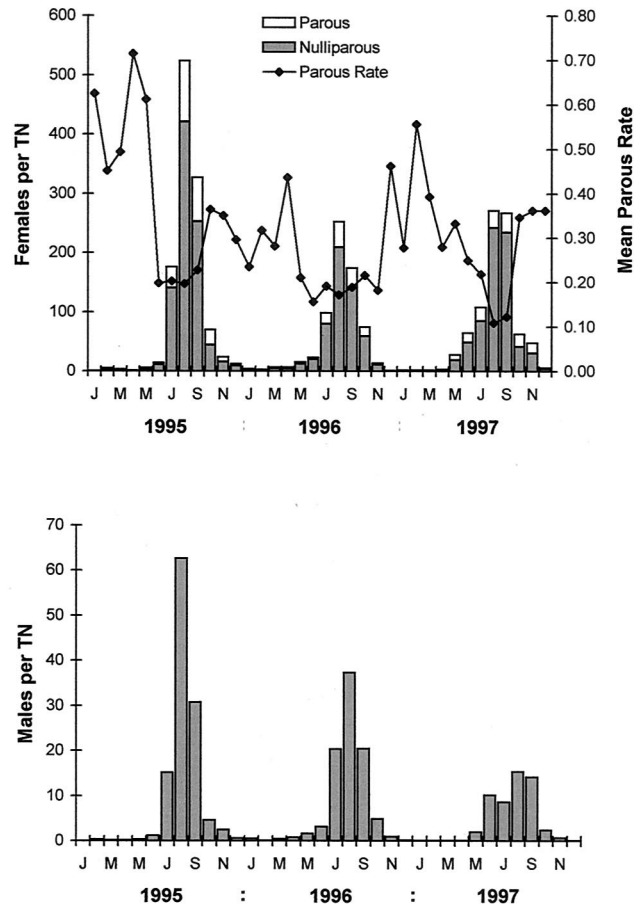 Parous
Nulliparous
Parous Rate
Females per TN
600
500
400
300
200
100
0
Mean Parous Rate
0.80
0.70
0.60
0.50
0.40
0.30
0.20
0.10
0.00
J M M J S N J M M J S N J M M J S N
1995 : 1996 : 1997
Males per TN
70
60
50
40
30
20
10
0
J M M J S N J M M J S N J M M J S N
1995 : 1996 : 1997